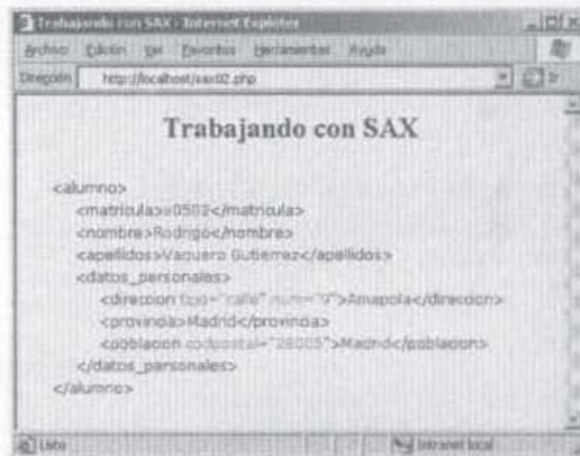 Trabajando con SAX - Internet Explorer
Archivo Edición Ver Favoritos Herramientas Ayuda
Dirección http://localhost/sax02.php Ir
Trabajando con SAX
<alumno>
<matricula>x0502</matricula>
<nombre>Rodrigo</nombre>
<apellidos>Vaquero Gutierrez</apellidos>
<datos_personales>
<direccion tipo="calle" num="9">Amapola</direccion>
<provincia>Madrid</provincia>
<poblacion codpostal="28005">Madrid</poblacion>
</datos_personales>
</alumno>
Listo Intranet local